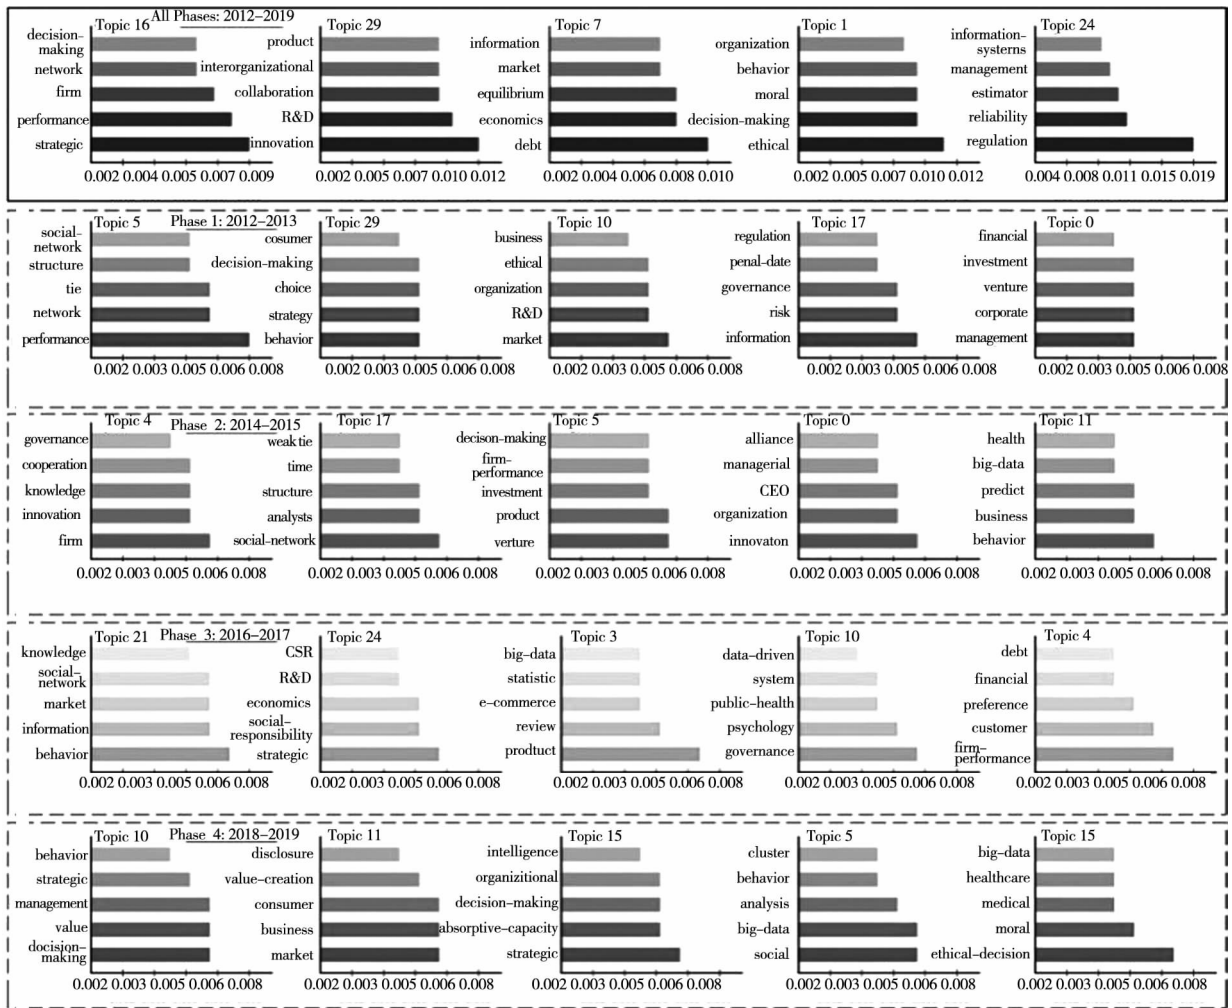 All Phases: 2012–2019
Topic 16
decision-
making
network
firm
performance
strategic
0.002 0.004 0.005 0.007 0.009
Topic 29
product
interorganizational
collaboration
R&D
innovation
0.002 0.005 0.007 0.010 0.012
Topic 7
information
market
equilibrium
economics
debt
0.002 0.004 0.006 0.008 0.010
Topic 1
organization
behavior
moral
decision-making
ethical
0.002 0.005 0.007 0.010 0.012
Topic 24
information-
systerns
management
estimator
reliability
regulation
0.004 0.008 0.011 0.015 0.019
Phase 1: 2012–2013
Topic 5
social-
network
structure
tie
network
performance
0.002 0.003 0.005 0.006 0.008
Topic 29
cosumer
decision-making
choice
strategy
behavior
0.002 0.003 0.005 0.006 0.008
Topic 10
business
ethical
organization
R&D
market
0.002 0.003 0.005 0.006 0.008
Topic 17
regulation
penal-date
governance
risk
information
0.002 0.003 0.005 0.006 0.008
Topic 0
financial
investment
venture
corporate
management
0.002 0.003 0.005 0.006 0.008
Phase 2: 2014–2015
Topic 4
governance
cooperation
knowledge
innovation
firm
0.002 0.003 0.005 0.006 0.008
Topic 17
weak tie
time
structure
analysts
social-network
0.002 0.003 0.005 0.006 0.008
Topic 5
decison-making
firm-
performance
investment
product
verture
0.002 0.003 0.005 0.006 0.008
Topic 0
alliance
managerial
CEO
organization
innovaton
0.002 0.003 0.005 0.006 0.008
Topic 11
health
big-data
predict
business
behavior
0.002 0.003 0.005 0.006 0.008
Phase 3: 2016–2017
Topic 21
knowledge
social-
network
market
information
behavior
0.002 0.003 0.005 0.006 0.008
Topic 24
CSR
R&D
economics
social-
responsibility
strategic
0.002 0.003 0.005 0.006 0.008
Topic 3
big-data
statistic
e-commerce
review
prodtuct
0.002 0.003 0.005 0.006 0.008
Topic 10
data-driven
system
public-health
psychology
governance
0.002 0.003 0.005 0.006 0.008
Topic 4
debt
financial
preference
customer
firm-
performance
0.002 0.003 0.005 0.006 0.008
Phase 4: 2018–2019
Topic 10
behavior
strategic
management
value
docision-
making
0.002 0.003 0.005 0.006 0.008
Topic 11
disclosure
value-creation
consumer
business
market
0.002 0.003 0.005 0.006 0.008
Topic 15
intelligence
organizitional
decision-making
absorptive-capacity
strategic
0.002 0.003 0.005 0.006 0.008
Topic 5
cluster
behavior
analysis
big-data
social
0.002 0.003 0.005 0.006 0.008
Topic 15
big-data
healthcare
medical
moral
ethical-decision
0.002 0.003 0.005 0.006 0.008